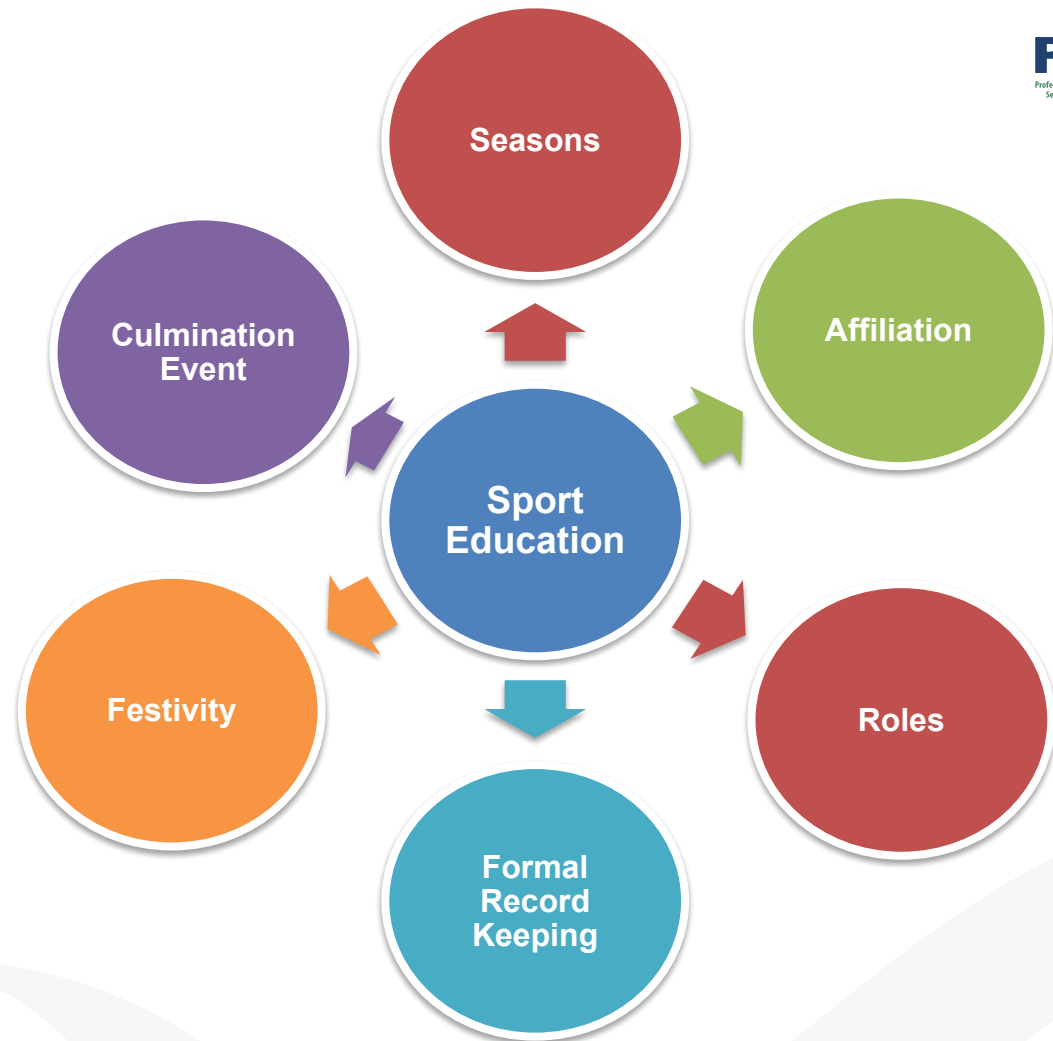 P
Seasons
Affiliation
Culmination
Event
Sport
Education
Festivity
Roles
Formal
Record
Keeping